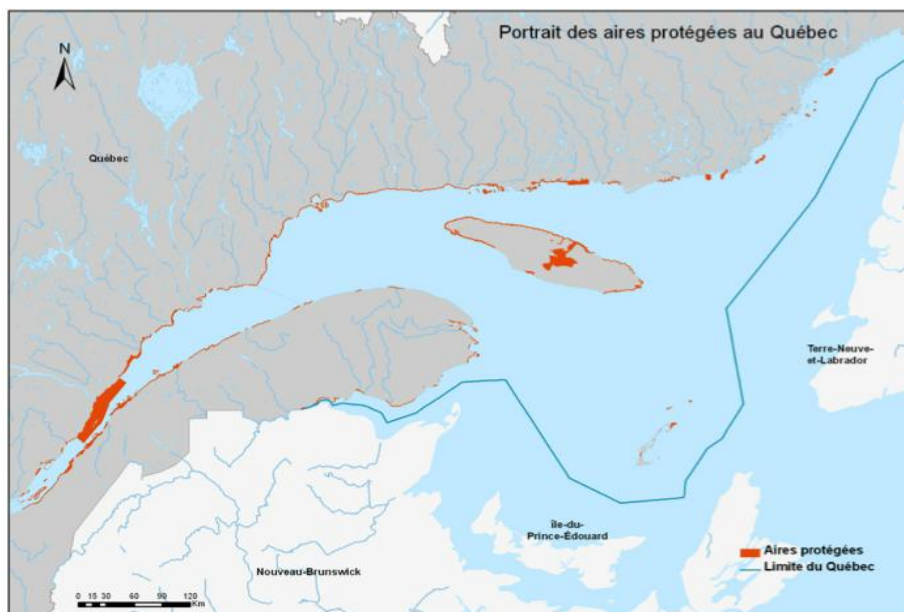 Portrait des aires protégées au Québec
N
Québec
Terre-Neuve-
et-Labrador
île-du-
Prince-Édouard
Nouveau-Brunswick
Aires protégées
Limite du Québec
0 15 30 60 90 120
Km